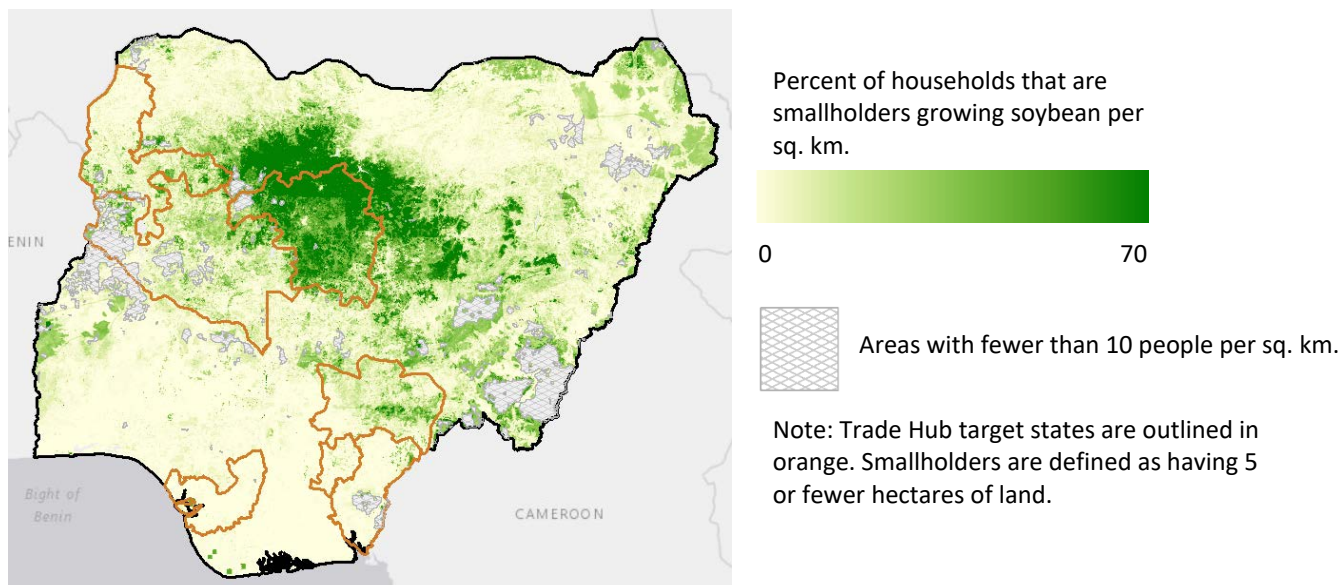 Percent of households that are
smallholders growing soybean per
sq. km.
0 70
Areas with fewer than 10 people per sq. km.
Note: Trade Hub target states are outlined in
orange. Smallholders are defined as having 5
or fewer hectares of land.
ENIN
Bight of
Benin
CAMEROON